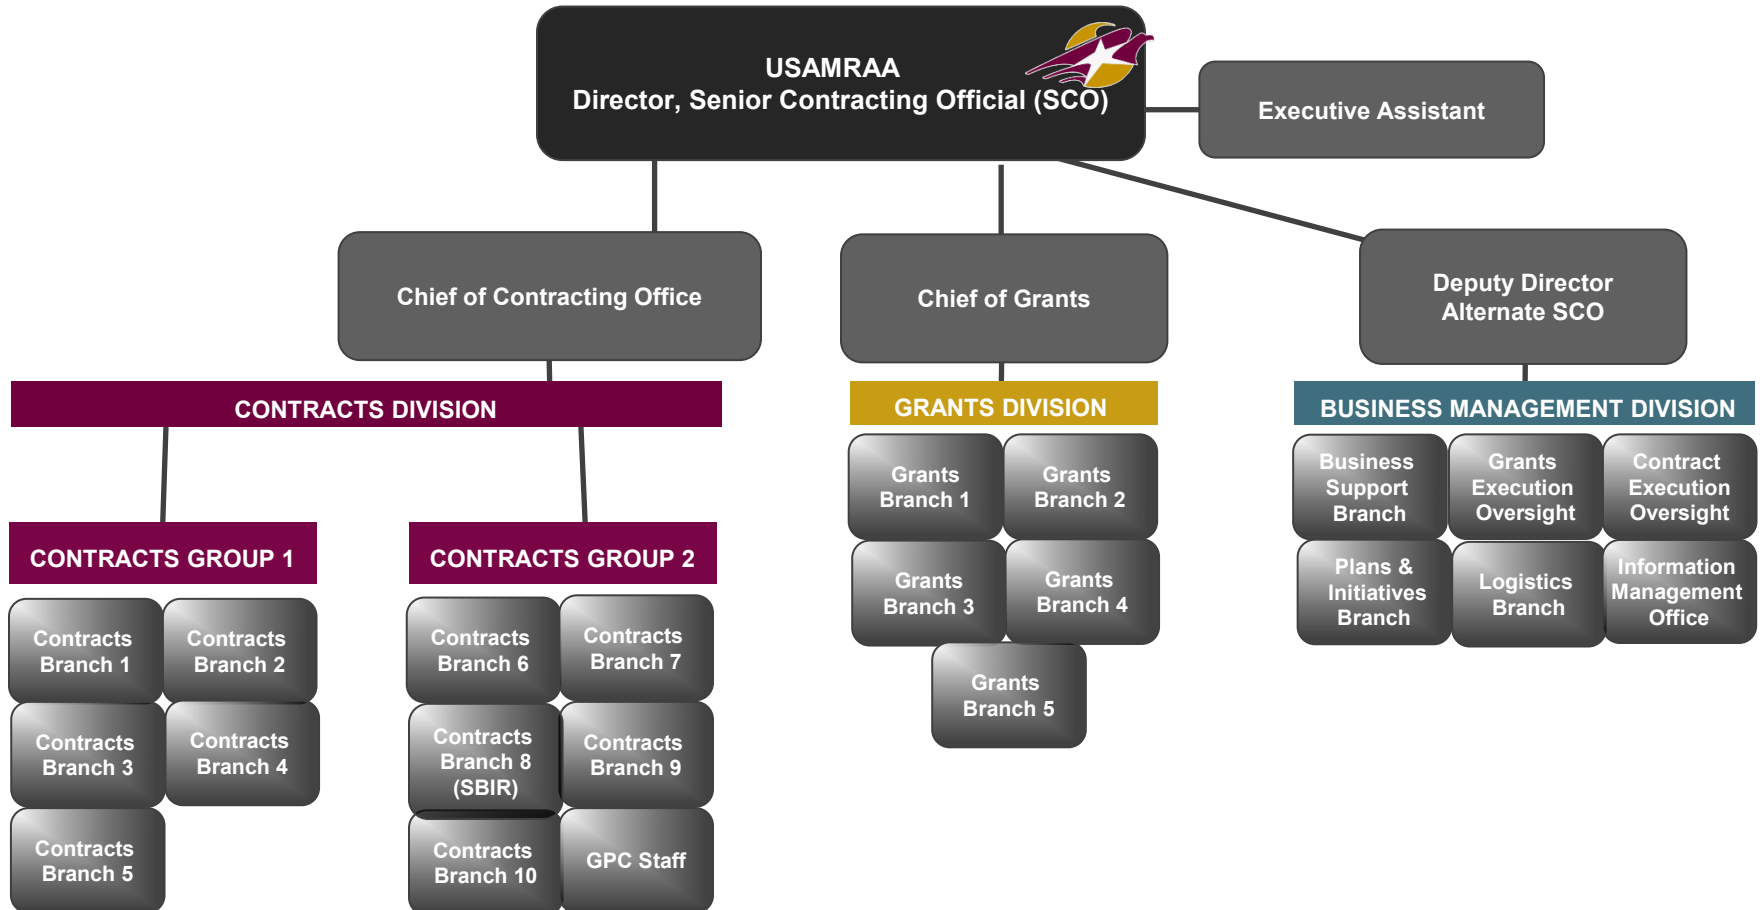 USAMRAA
Director, Senior Contracting Official (SCO)
Executive Assistant
Chief of Contracting Office
Chief of Grants
Deputy Director
Alternate SCO
CONTRACTS DIVISION
CONTRACTS GROUP 1
Contracts
Branch 1
Contracts
Branch 2
Contracts
Branch 3
Contracts
Branch 4
Contracts
Branch 5
CONTRACTS GROUP 2
Contracts
Branch 6
Contracts
Branch 7
Contracts
Branch 8
(SBIR)
Contracts
Branch 9
Contracts
Branch 10
GPC Staff
GRANTS DIVISION
Grants
Branch 1
Grants
Branch 2
Grants
Branch 3
Grants
Branch 4
Grants
Branch 5
BUSINESS MANAGEMENT DIVISION
Business
Support
Branch
Grants
Execution
Oversight
Contract
Execution
Oversight
Plans &
Initiatives
Branch
Logistics
Branch
Information
Management
Office